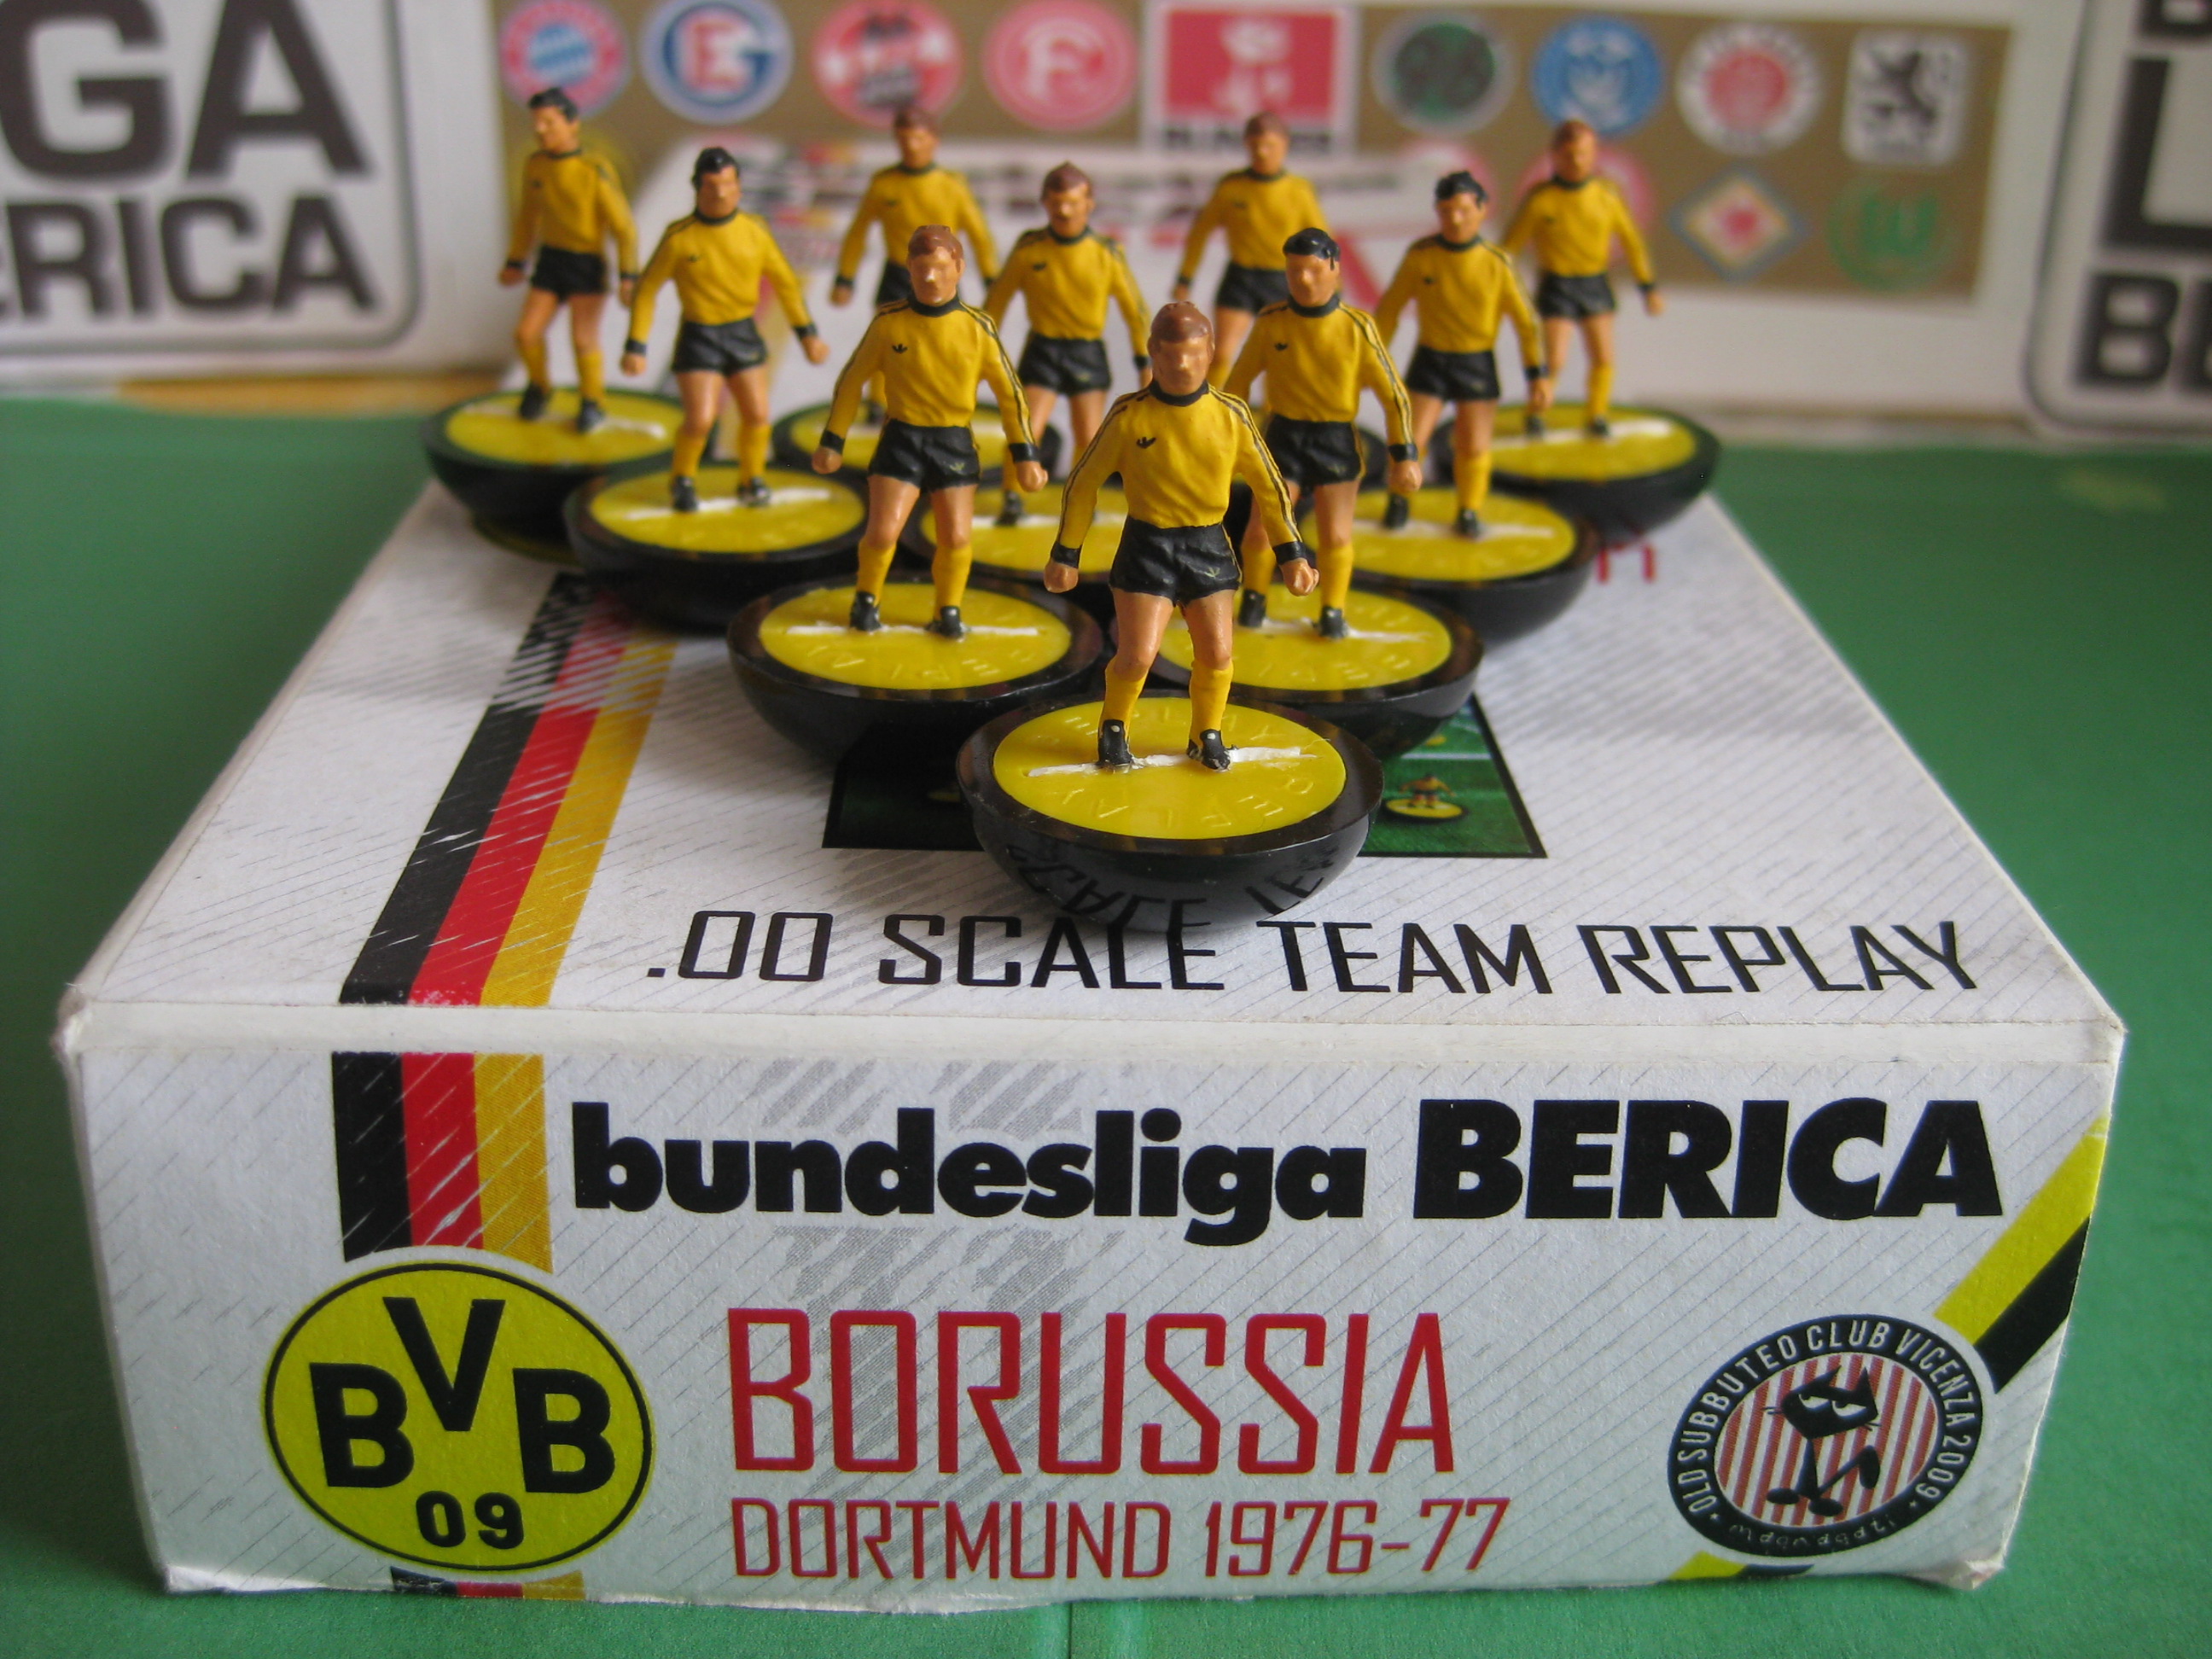 GA
ERICA
L
BE
.00 SCALE TEAM REPLAY
bundesliga BERICA
BVB
09
BORUSSIA
DORTMUND 1976-77
OLD SUBBUTEO CLUB VICENZA 2009